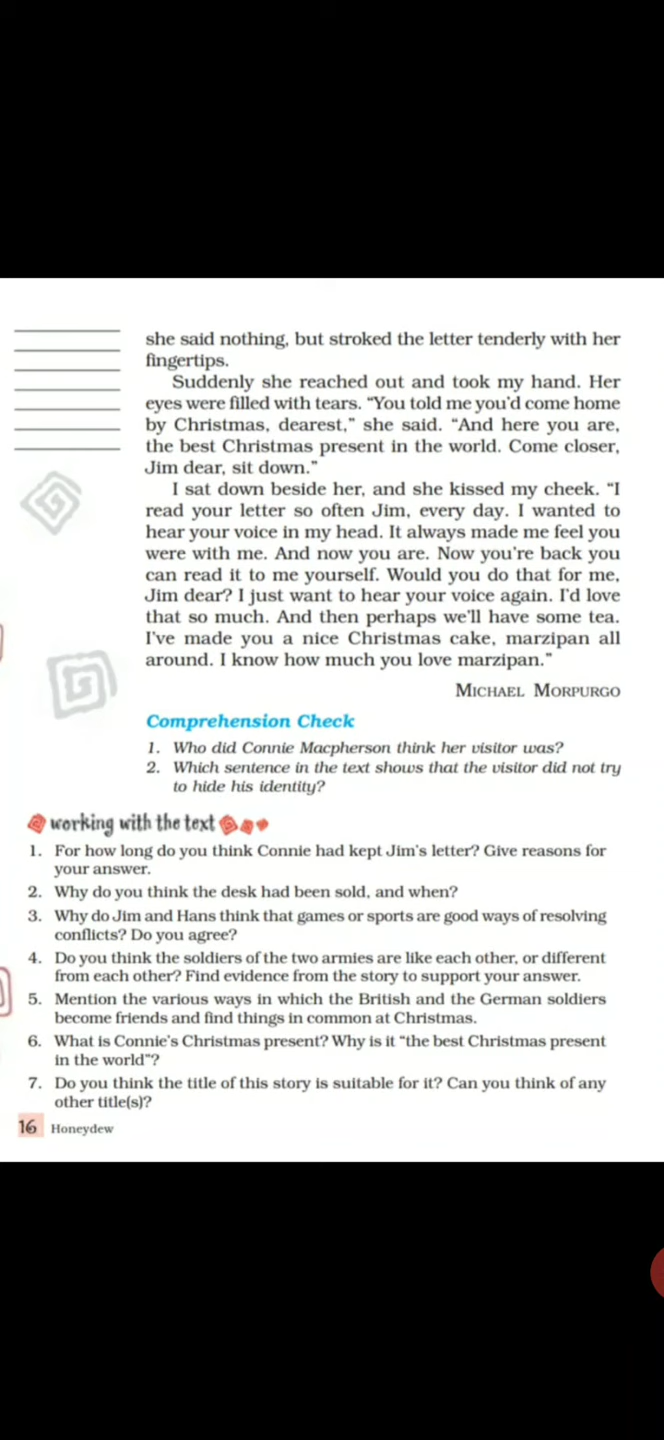 she said nothing, but stroked the letter tenderly with her
fingertips.
Suddenly she reached out and took my hand. Her
eyes were filled with tears. “You told me you’d come home
by Christmas, dearest,” she said. “And here you are,
the best Christmas present in the world. Come closer,
Jim dear, sit down.”
I sat down beside her, and she kissed my cheek. “I
read your letter so often Jim, every day. I wanted to
hear your voice in my head. It always made me feel you
were with me. And now you are. Now you’re back you
can read it to me yourself. Would you do that for me,
Jim dear? I just want to hear your voice again. I’d love
that so much. And then perhaps we’ll have some tea.
I’ve made you a nice Christmas cake, marzipan all
around. I know how much you love marzipan.”
MICHAEL MORPURGO
Comprehension Check
1. Who did Connie Macpherson think her visitor was?
2. Which sentence in the text shows that the visitor did not try
to hide his identity?
working with the text
1. For how long do you think Connie had kept Jim’s letter? Give reasons for
your answer.
2. Why do you think the desk had been sold, and when?
3. Why do Jim and Hans think that games or sports are good ways of resolving
conflicts? Do you agree?
4. Do you think the soldiers of the two armies are like each other, or different
from each other? Find evidence from the story to support your answer.
5. Mention the various ways in which the British and the German soldiers
become friends and find things in common at Christmas.
6. What is Connie’s Christmas present? Why is it “the best Christmas present
in the world”?
7. Do you think the title of this story is suitable for it? Can you think of any
other title(s)?
16 Honeydew